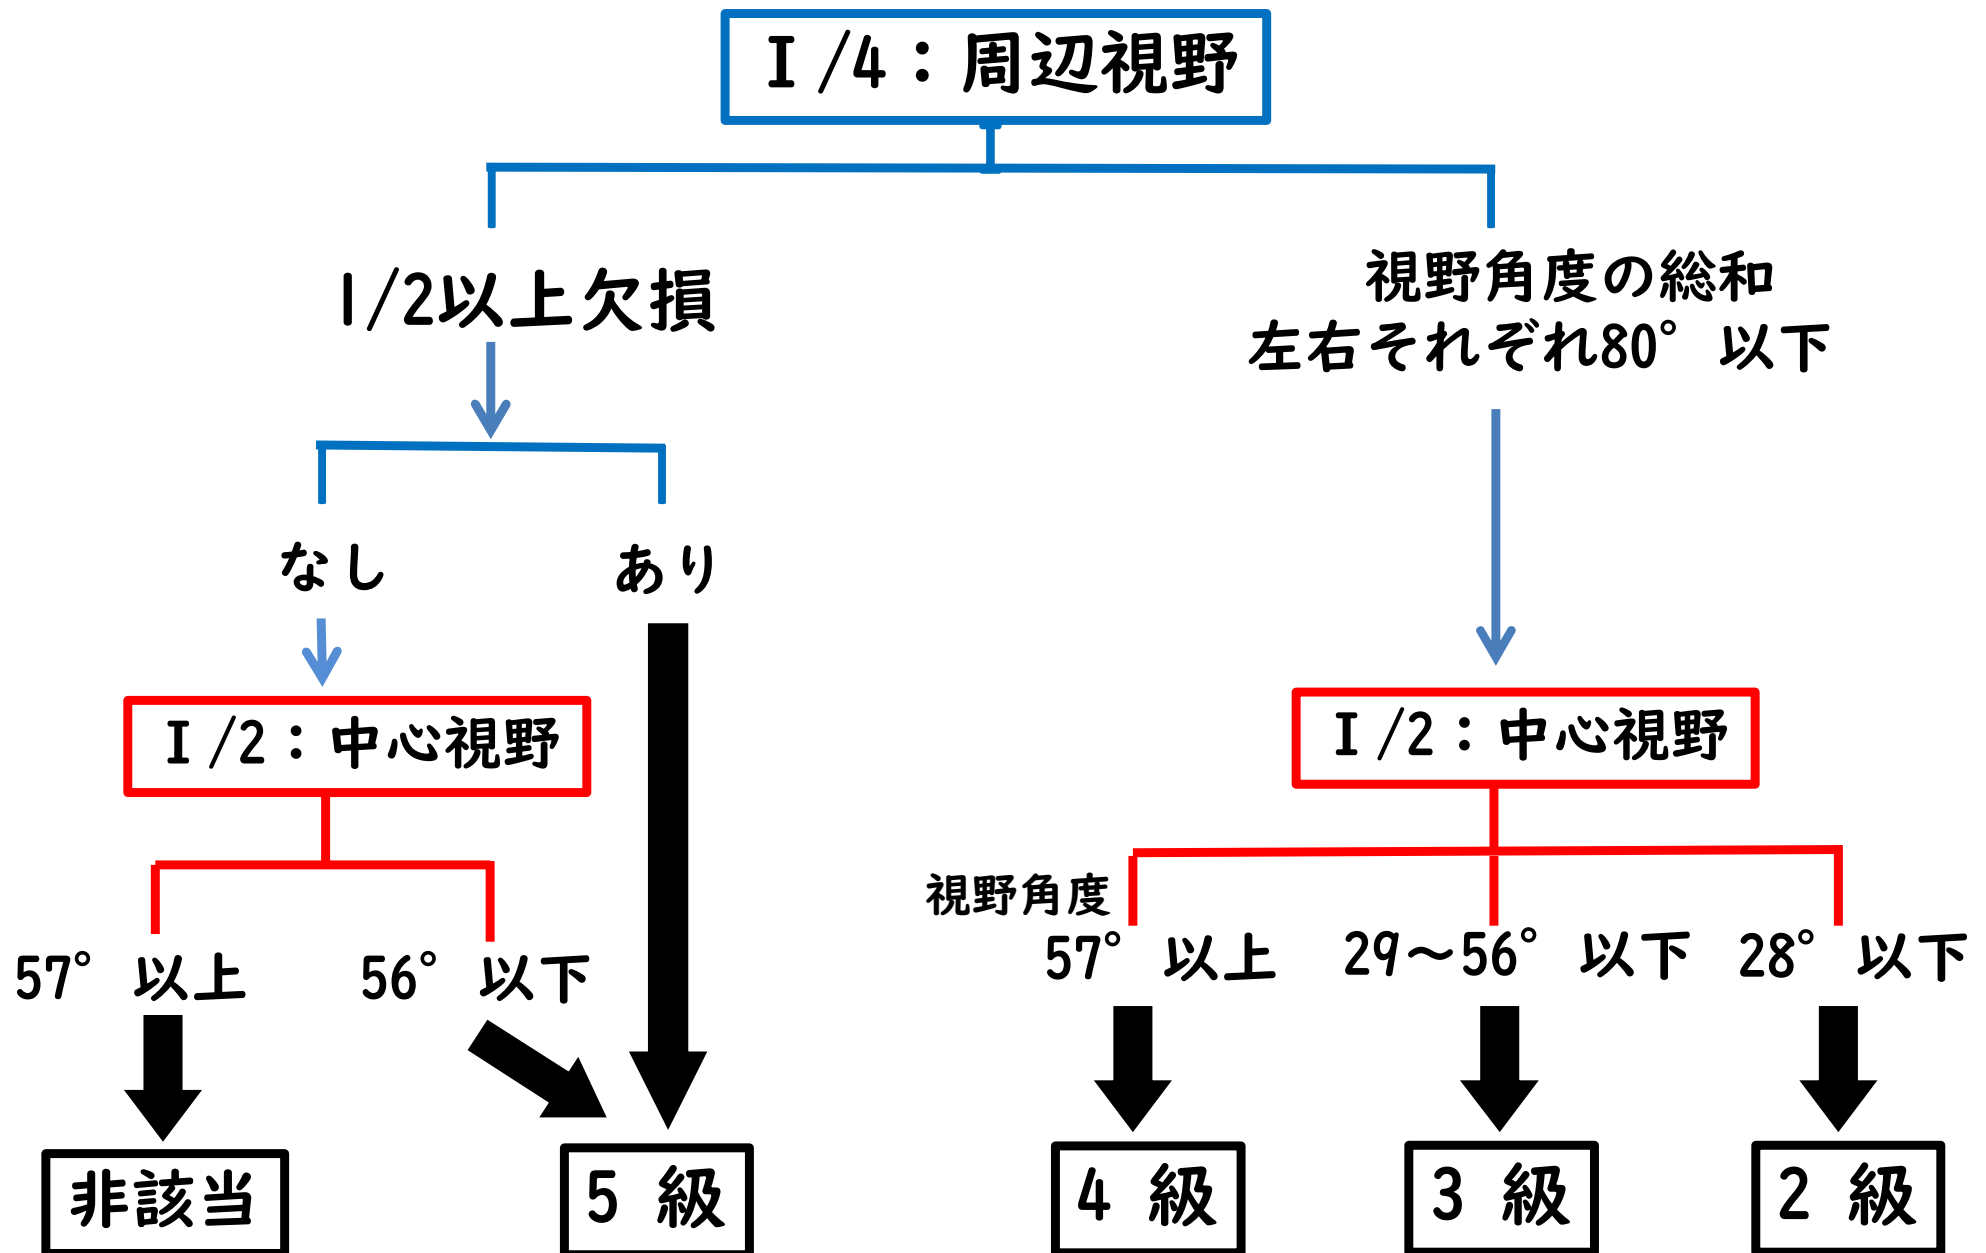 Ⅰ/4：周辺視野
1/2以上欠損
視野角度の総和
左右それぞれ80°以下
なし
あり
Ⅰ/2：中心視野
Ⅰ/2：中心視野
視野角度
57°以上
56°以下
57°以上
29～56°以下
28°以下
非該当
5 級
4 級
3 級
2 級